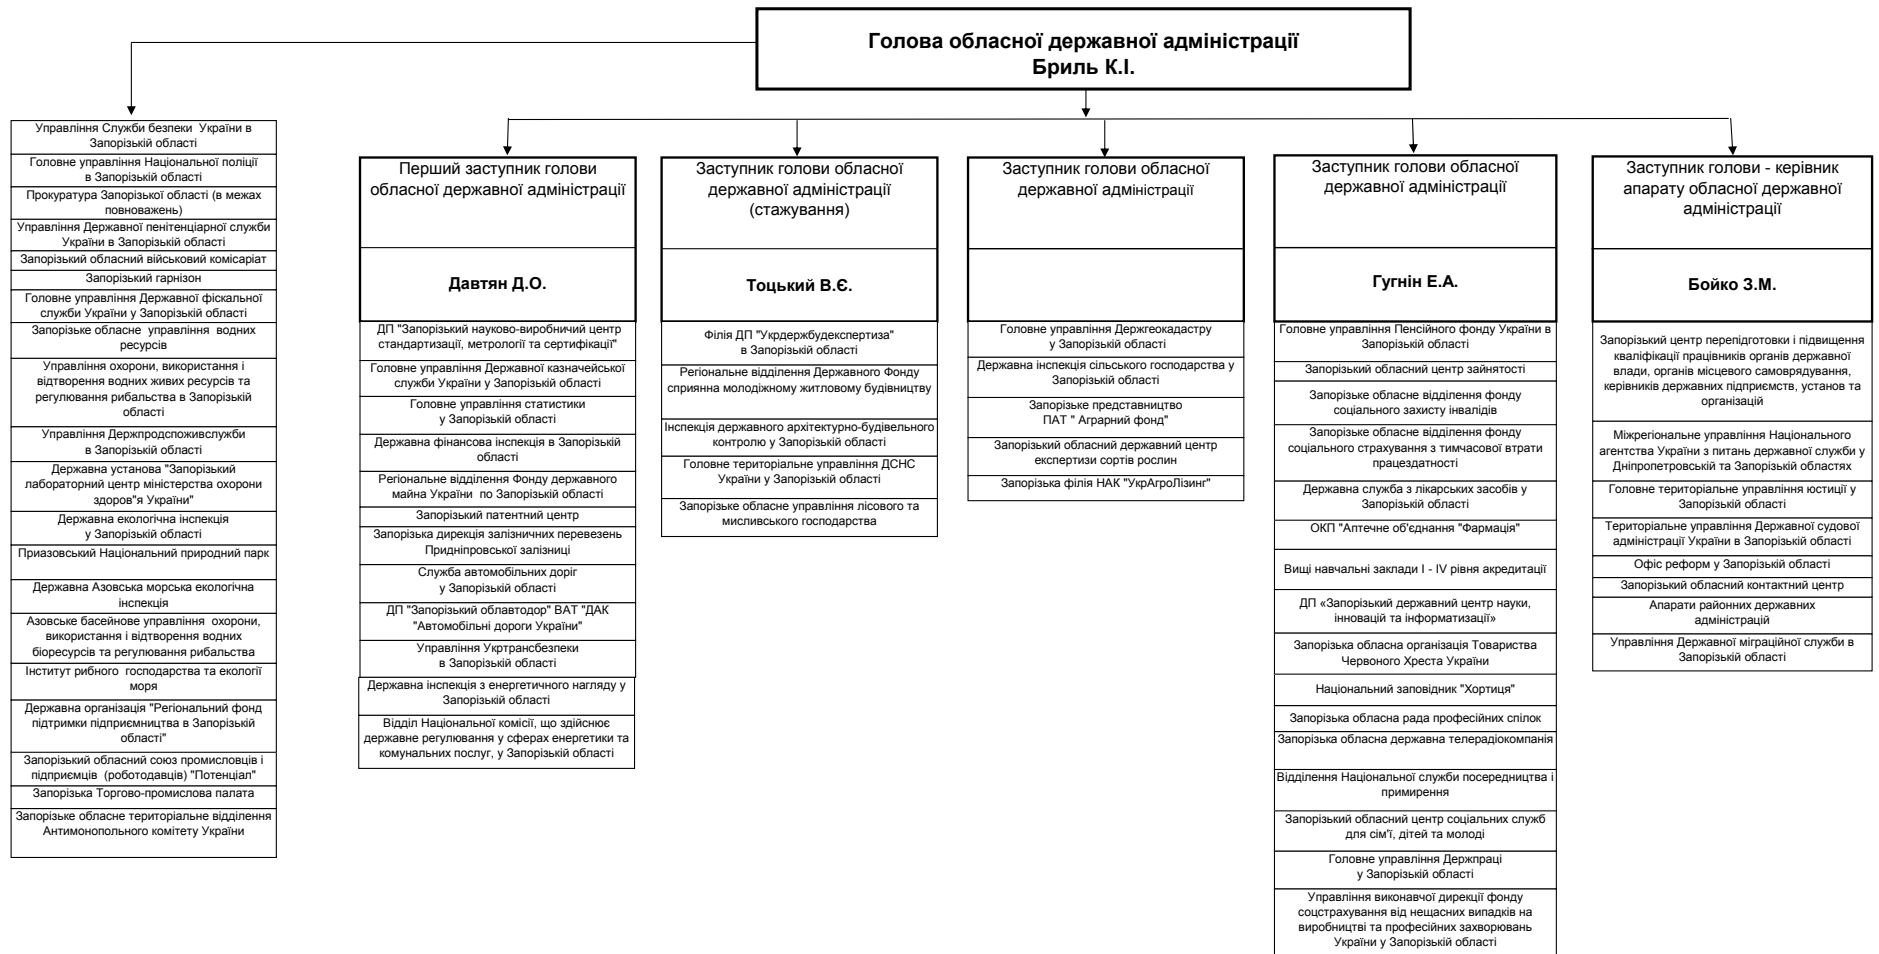 Голова обласної державної адміністрації
Бриль К.І.
Управління Служби безпеки України в
Запорізькій області
Головне управління Національної поліції
в Запорізькій області
Прокуратура Запорізької області (в межах
повноважень)
Управління Державної пенітенціарної служби
України в Запорізькій області
Запорізький обласний військовий комісаріат
Запорізький гарнізон
Головне управління Державної фіскальної
служби України у Запорізькій області
Запорізьке обласне управління водних
ресурсів
Управління охорони, використання і
відтворення водних живих ресурсів та
регулювання рибальства в Запорізькій
області
Управління Держпродспоживслужби
в Запорізькій області
Державна установа "Запорізький
лабораторний центр міністерства охорони
здоров"я України"
Державна екологічна інспекція
у Запорізькій області
Приазовський Національний природний парк
Державна Азовська морська екологічна
інспекція
Азовське басейнове управління охорони,
використання і відтворення водних
біоресурсів та регулювання рибальства
Інститут рибного господарства та екології
моря
Державна організація "Регіональний фонд
підтримки підприємництва в Запорізькій
області"
Запорізький обласний союз промисловців і
підприємців (роботодавців) "Потенціал"
Запорізька Торгово-промислова палата
Запорізьке обласне територіальне відділення
Антимонопольного комітету України
Перший заступник голови
обласної державної адміністрації
Давтян Д.О.
ДП "Запорізький науково-виробничий центр
стандартизації, метрології та сертифікації"
Головне управління Державної казначейської
служби України у Запорізькій області
Головне управління статистики
у Запорізькій області
Державна фінансова інспекція в Запорізькій
області
Регіональне відділення Фонду державного
майна України по Запорізькій області
Запорізький патентний центр
Запорізька дирекція залізничних перевезень
Придніпровської залізниці
Служба автомобільних доріг
у Запорізькій області
ДП "Запорізький облавтодор" ВАТ "ДАК
"Автомобільні дороги України"
Управління Укртрансбезпеки
в Запорізькій області
Державна інспекція з енергетичного нагляду у
Запорізькій області
Відділ Національної комісії, що здійснює
державне регулювання у сферах енергетики та
комунальних послуг, у Запорізькій області
Заступник голови обласної
державної адміністрації
(стажування)
Тоцький В.Є.
Філія ДП "Укрдержбудекспертиза"
в Запорізькій області
Регіональне відділення Державного Фонду
сприянна молодіжному житловому будівництву
Інспекція державного архітектурно-будівельного
контролю у Запорізькій області
Головне територіальне управління ДСНС
України у Запорізькій області
Запорізьке обласне управління лісового та
мисливського господарства
Заступник голови обласної
державної адміністрації
Головне управління Держгеокадастру
у Запорізькій області
Державна інспекція сільського господарства у
Запорізькій області
Запорізьке представництво
ПАТ " Аграрний фонд"
Запорізький обласний державний центр
експертизи сортів рослин
Запорізька філія НАК "УкрАгроЛізинг"
Заступник голови обласної
державної адміністрації
Гугнін Е.А.
Головне управління Пенсійного фонду України в
Запорізькій області
Запорізький обласний центр зайнятості
Запорізьке обласне відділення фонду
соціального захисту інвалідів
Запорізьке обласне відділення фонду
соціального страхування з тимчасової втрати
працездатності
Державна служба з лікарських засобів у
Запорізькій області
ОКП "Аптечне об'єднання "Фармація"
Вищі навчальні заклади І - IV рівня акредитації
ДП «Запорізький державний центр науки,
інновацій та інформатизації»
Запорізька обласна організація Товариства
Червоного Хреста України
Національний заповідник "Хортиця"
Запорізька обласна рада професійних спілок
Запорізька обласна державна телерадіокомпанія
Відділення Національної служби посередництва і
примирення
Запорізький обласний центр соціальних служб
для сім'ї, дітей та молоді
Головне управління Держпраці
у Запорізькій області
Управління виконавчої дирекції фонду
соцстрахування від нещасних випадків на
виробництві та професійних захворювань
України у Запорізькій області
Заступник голови - керівник
апарату обласної державної
адміністрації
Бойко З.М.
Запорізький центр перепідготовки і підвищення
кваліфікації працівників органів державної
влади, органів місцевого самоврядування,
керівників державних підприємств, установ та
організацій
Міжрегіональне управління Національного
агентства України з питань державної служби у
Дніпропетровській та Запорізькій областях
Головне територіальне управління юстиції у
Запорізькій області
Територіальне управління Державної судової
адміністрації України в Запорізькій області
Офіс реформ у Запорізькій області
Запорізький обласний контактний центр
Апарати районних державних
адміністрацій
Управління Державної міграційної служби в
Запорізькій області